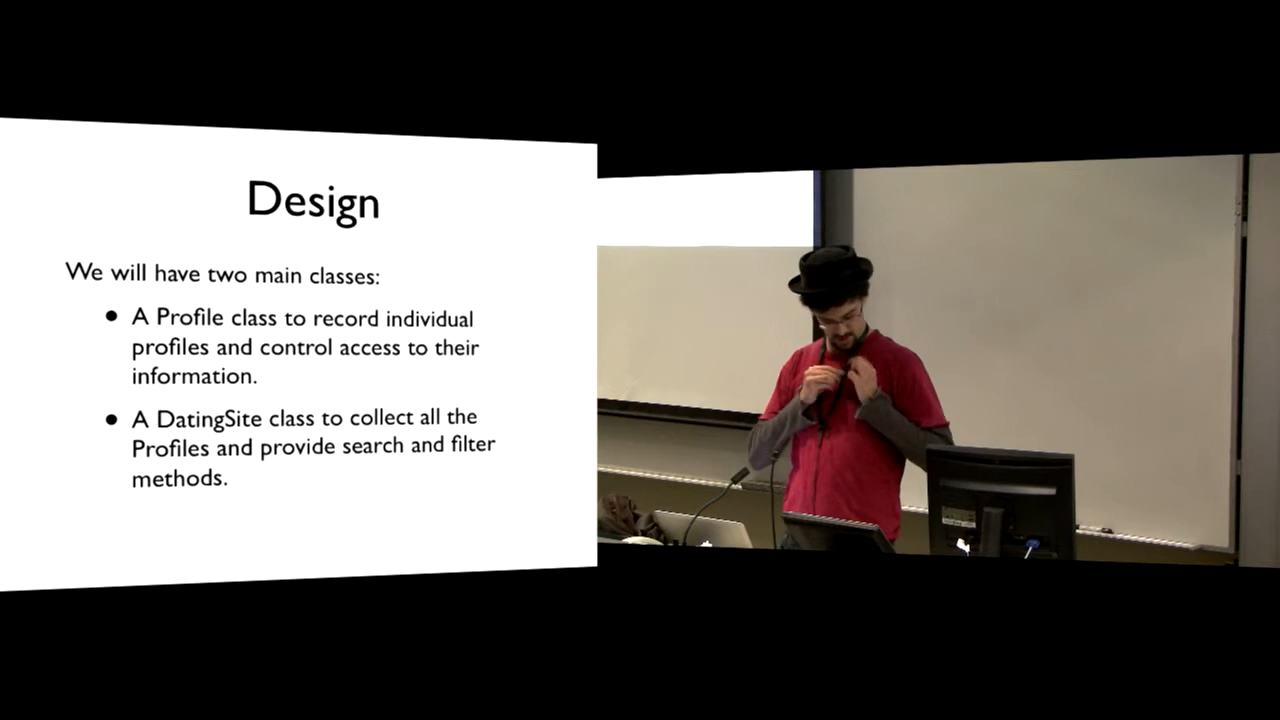 Design
We will have two main classes:
• A Profile class to record individual
profiles and control access to their
information.
• A DatingSite class to collect all the
Profiles and provide search and filter
methods.